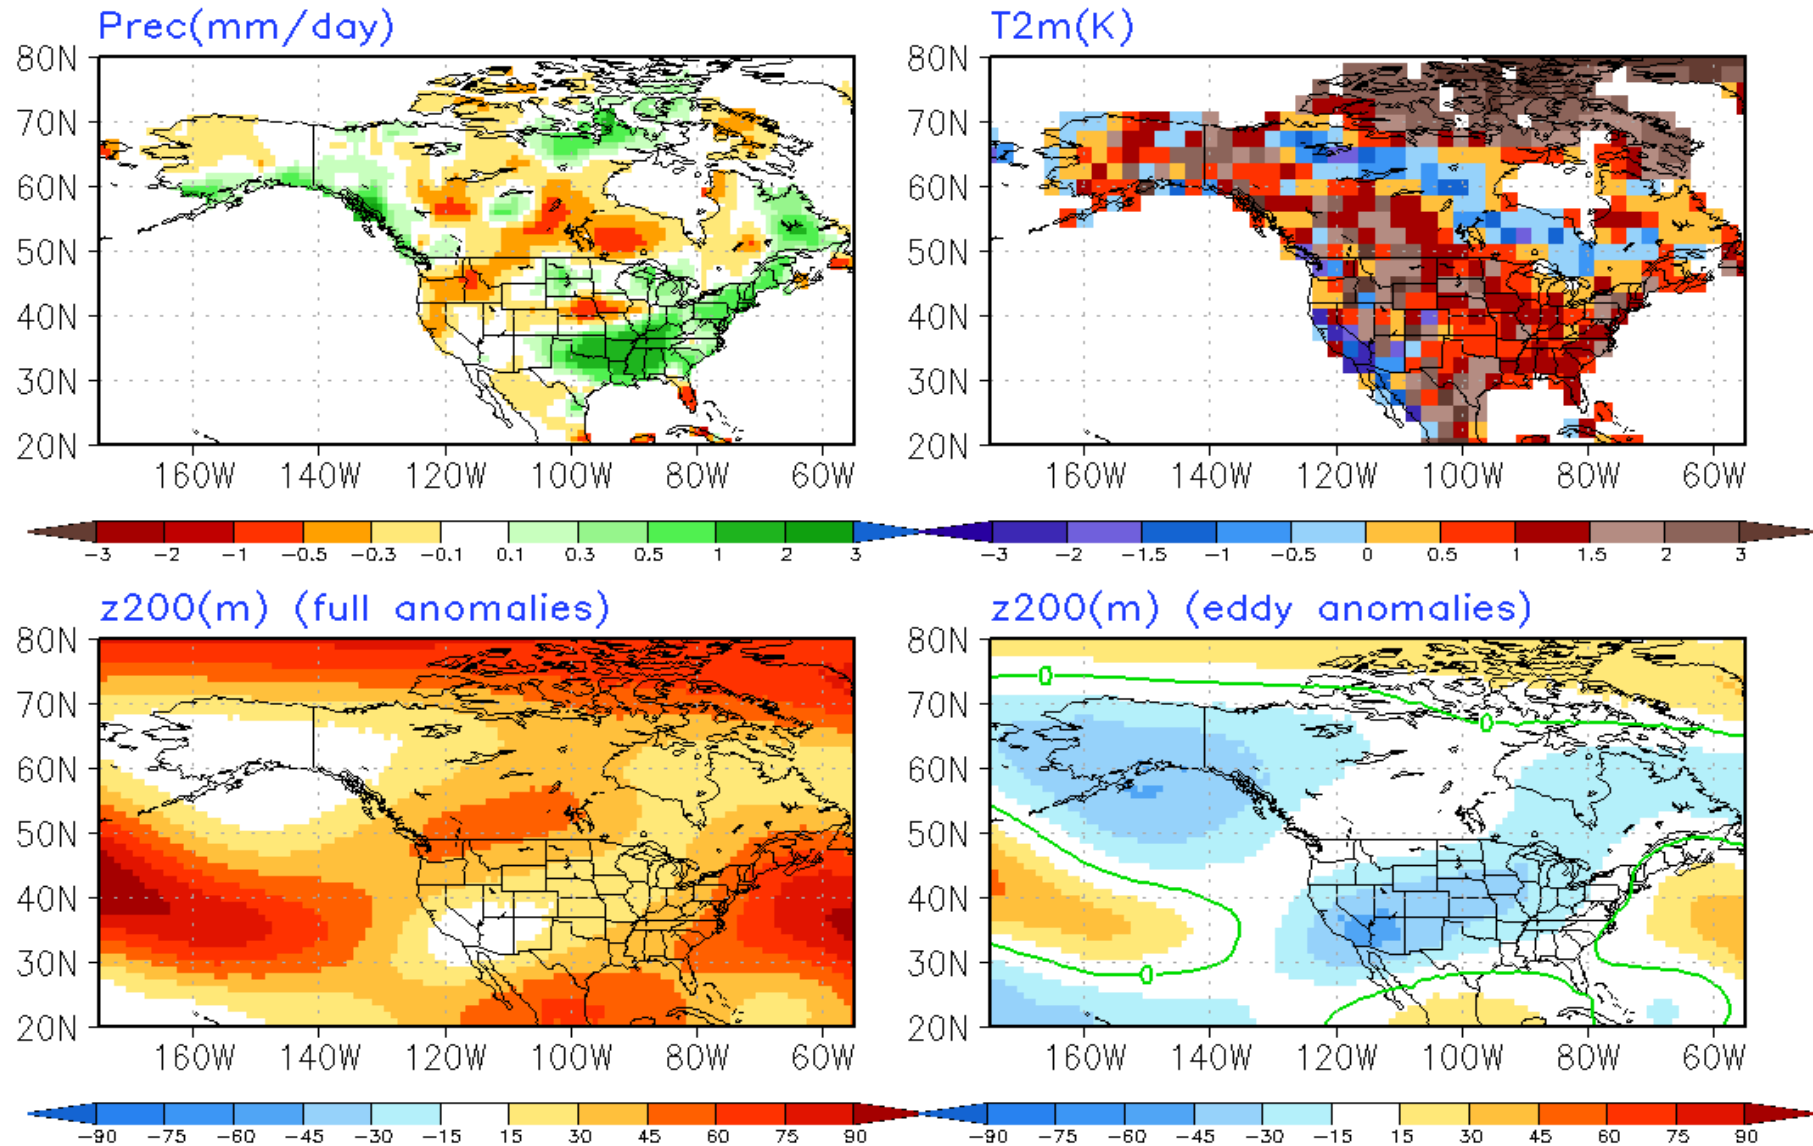 Prec(mm/day)
80N
70N
60N
50N
40N
30N
20N
160W 140W 120W 100W 80W 60W
-3 -2 -1 -0.5 -0.3 -0.1 0.1 0.3 0.5 1 2 3
T2m(K)
80N
70N
60N
50N
40N
30N
20N
160W 140W 120W 100W 80W 60W
-3 -2 -1.5 -1 -0.5 0 0.5 1 1.5 2 3
z200(m) (full anomalies)
80N
70N
60N
50N
40N
30N
20N
160W 140W 120W 100W 80W 60W
-90 -75 -60 -45 -30 -15 15 30 45 60 75 90
z200(m) (eddy anomalies)
80N
70N
60N
50N
40N
30N
20N
0
0
0
160W 140W 120W 100W 80W 60W
-90 -75 -60 -45 -30 -15 15 30 45 60 75 90